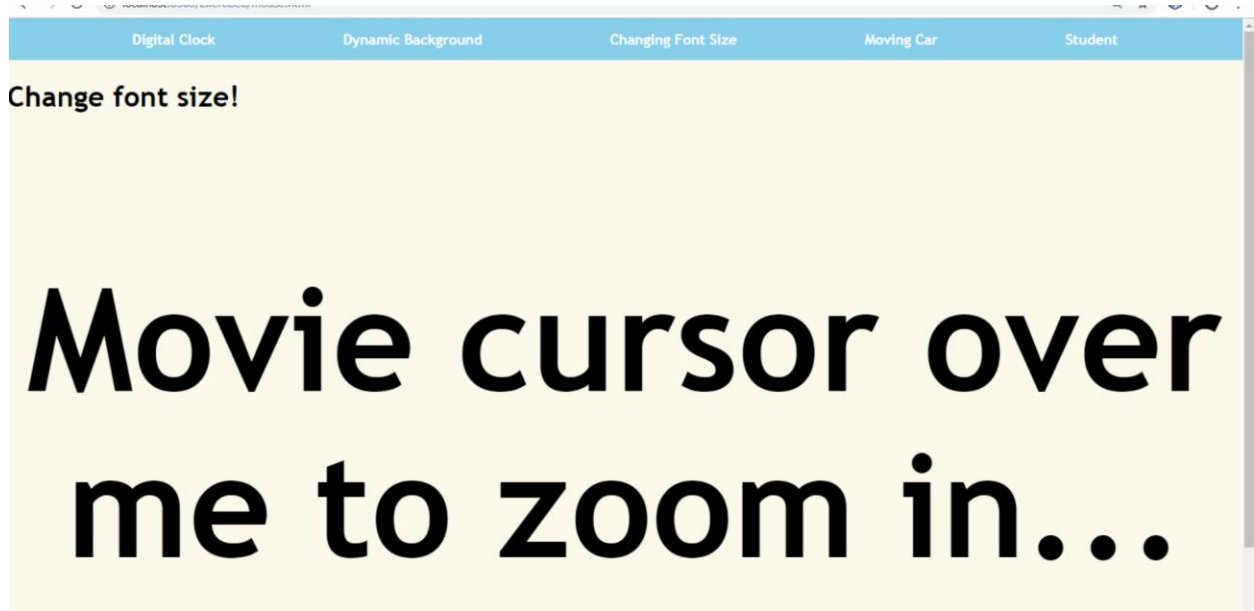 Digital Clock Dynamic Background Changing Font Size Moving Car Student
Change font size!
Movie cursor over
me to zoom in...